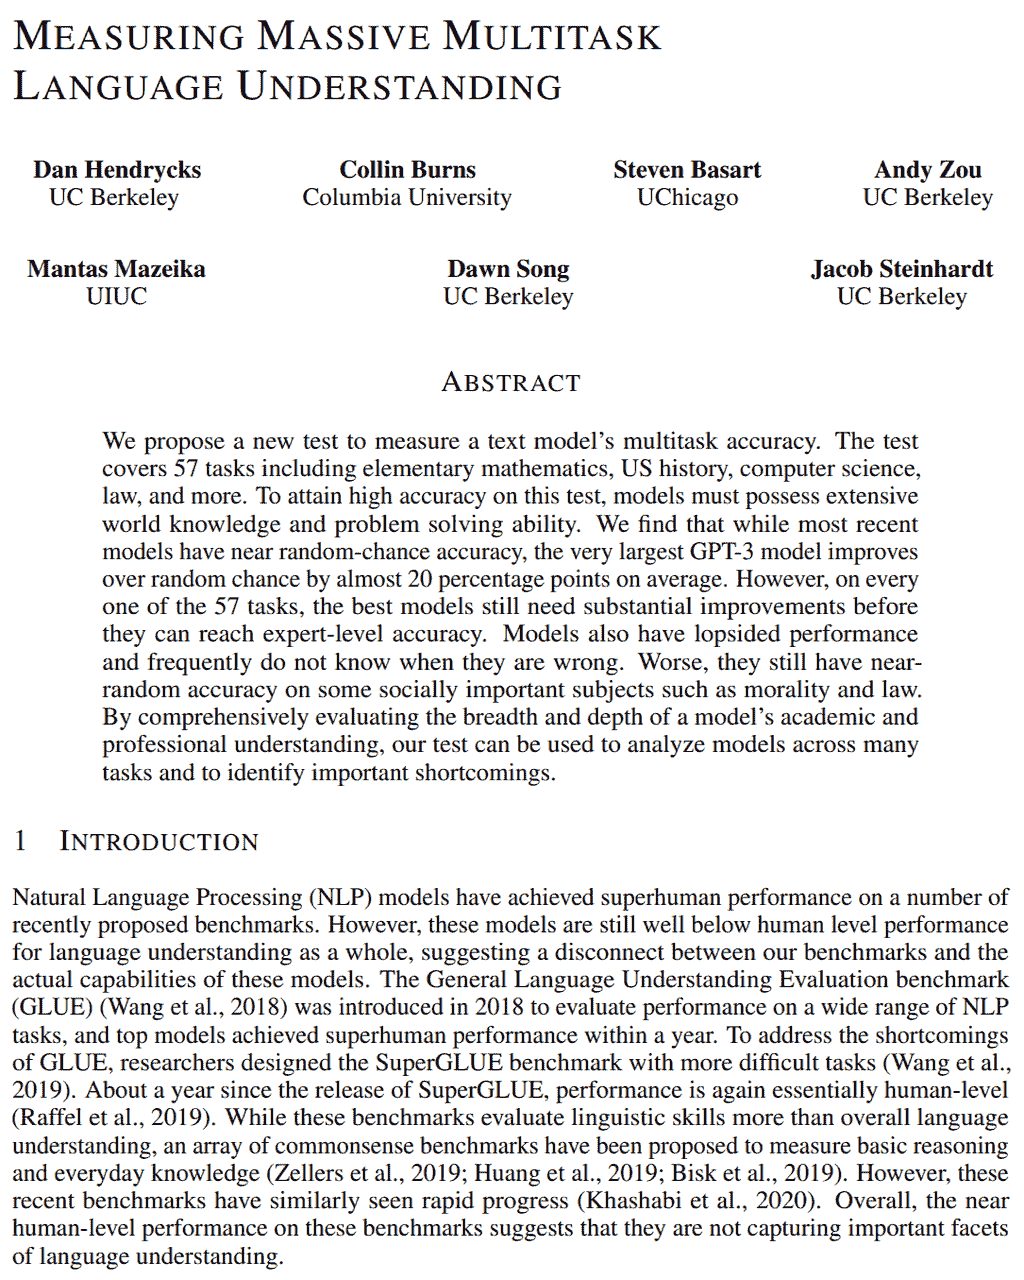 MEASURING MASSIVE MULTITASK
LANGUAGE UNDERSTANDING
Dan Hendrycks Collin Burns Steven Basart Andy Zou
UC Berkeley Columbia University UChicago UC Berkeley
Mantas Mazeika Dawn Song Jacob Steinhardt
UIUC UC Berkeley UC Berkeley
ABSTRACT
We propose a new test to measure a text model's multitask accuracy. The test
covers 57 tasks including elementary mathematics, US history, computer science,
law, and more. To attain high accuracy on this test, models must possess extensive
world knowledge and problem solving ability. We find that while most recent
models have near random-chance accuracy, the very largest GPT-3 model improves
over random chance by almost 20 percentage points on average. However, on every
one of the 57 tasks, the best models still need substantial improvements before
they can reach expert-level accuracy. Models also have lopsided performance
and frequently do not know when they are wrong. Worse, they still have near-
random accuracy on some socially important subjects such as morality and law.
By comprehensively evaluating the breadth and depth of a model's academic and
professional understanding, our test can be used to analyze models across many
tasks and to identify important shortcomings.
1 INTRODUCTION
Natural Language Processing (NLP) models have achieved superhuman performance on a number of
recently proposed benchmarks. However, these models are still well below human level performance
for language understanding as a whole, suggesting a disconnect between our benchmarks and the
actual capabilities of these models. The General Language Understanding Evaluation benchmark
(GLUE) (Wang et al., 2018) was introduced in 2018 to evaluate performance on a wide range of NLP
tasks, and top models achieved superhuman performance within a year. To address the shortcomings
of GLUE, researchers designed the SuperGLUE benchmark with more difficult tasks (Wang et al.,
2019). About a year since the release of SuperGLUE, performance is again essentially human-level
(Raffel et al., 2019). While these benchmarks evaluate linguistic skills more than overall language
understanding, an array of commonsense benchmarks have been proposed to measure basic reasoning
and everyday knowledge (Zellers et al., 2019; Huang et al., 2019; Bisk et al., 2019). However, these
recent benchmarks have similarly seen rapid progress (Khashabi et al., 2020). Overall, the near
human-level performance on these benchmarks suggests that they are not capturing important facets
of language understanding.